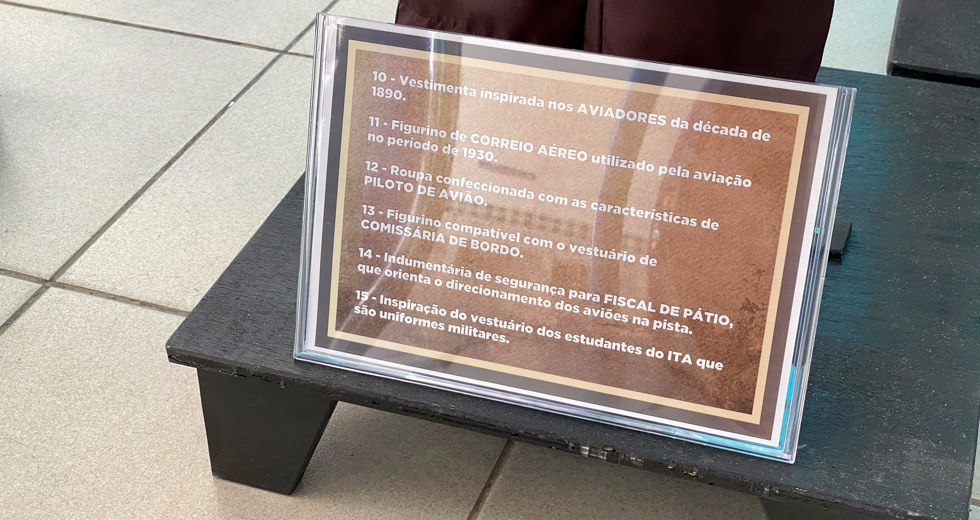 10 - Vestimenta inspirada nos AVIADORES da década de
1890.
11 - Figurino de CORREIO AÉREO utilizado pela aviação
no período de 1930.
12 - Roupa confeccionada com as características de
PILOTO DE AVIÃO.
13 - Figurino compatível com o vestuário de
COMISSÁRIA DE BORDO.
14 - Indumentária de segurança para FISCAL DE PÁTIO,
que orienta o direcionamento dos aviões na pista.
15 - Inspiração do vestuário dos estudantes do ITA que
são uniformes militares.